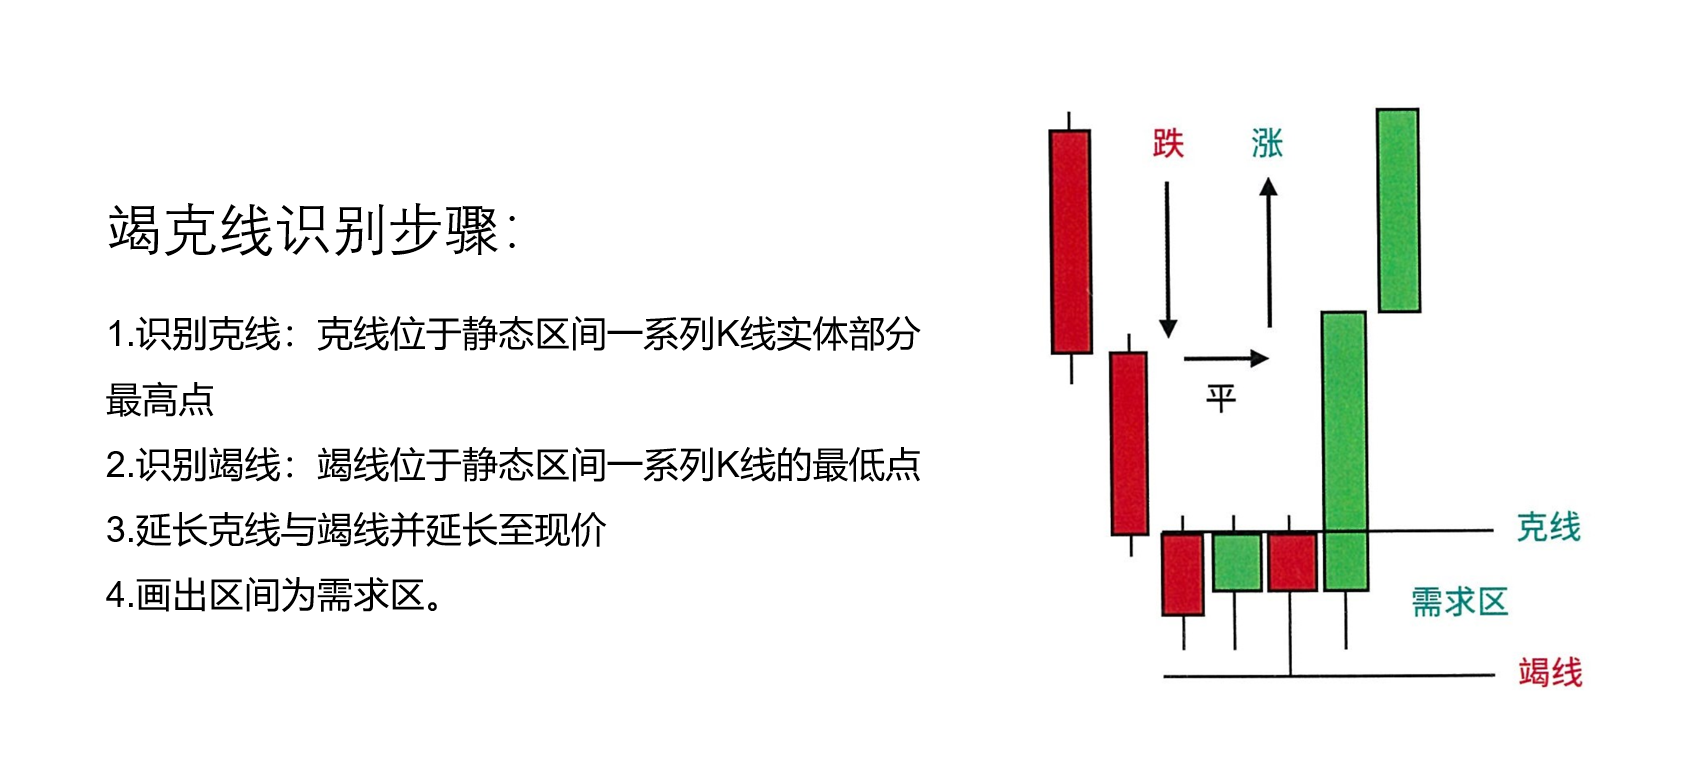 竭克线识别步骤：
1.识别克线：克线位于静态区间一系列K线实体部分
最高点
2.识别竭线：竭线位于静态区间一系列K线的最低点
3.延长克线与竭线并延长至现价
4.画出区间为需求区。
跌
涨
平
克线
需求区
竭线